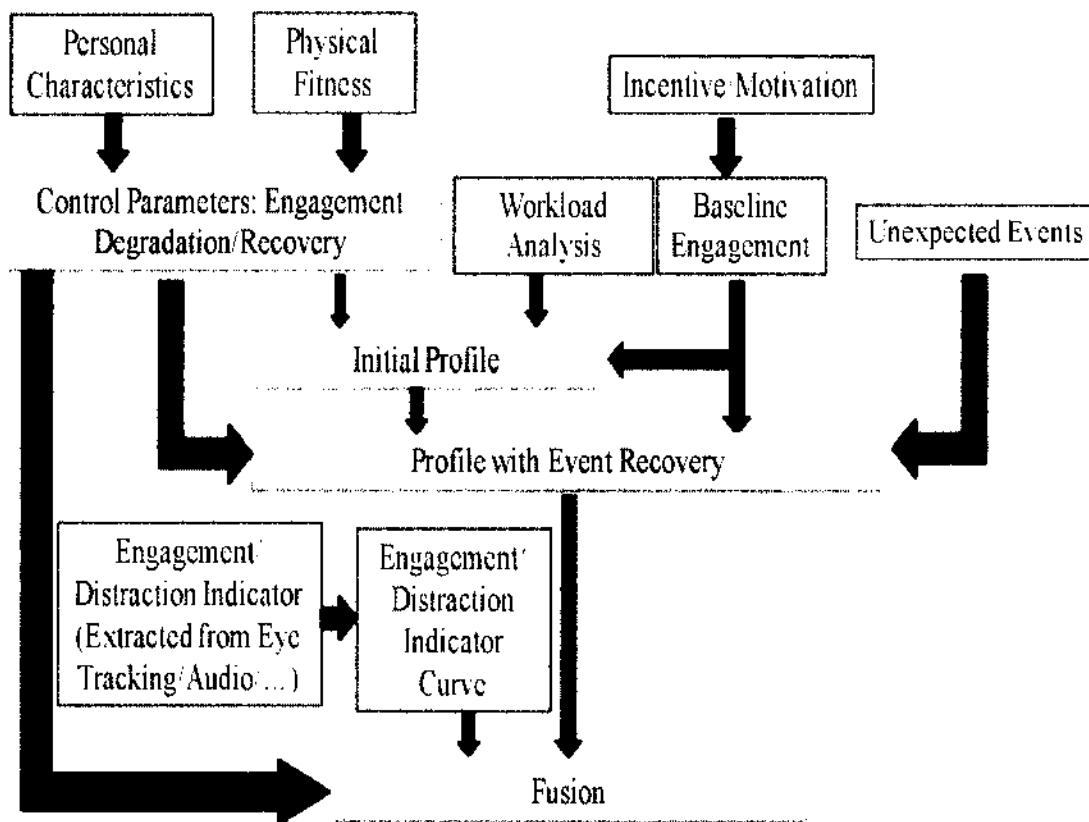 Personal
Characteristics
Physical
Fitness
Incentive/Motivation
Control Parameters: Engagement
Degradation/Recovery
Workload
Analysis
Baseline
Engagement
Unexpected Events
Initial Profile
Profile with Event Recovery
Engagement/
Distraction Indicator
(Extracted from Eye
Tracking/Audio/…)
Engagement/
Distraction
Indicator
Curve
Fusion